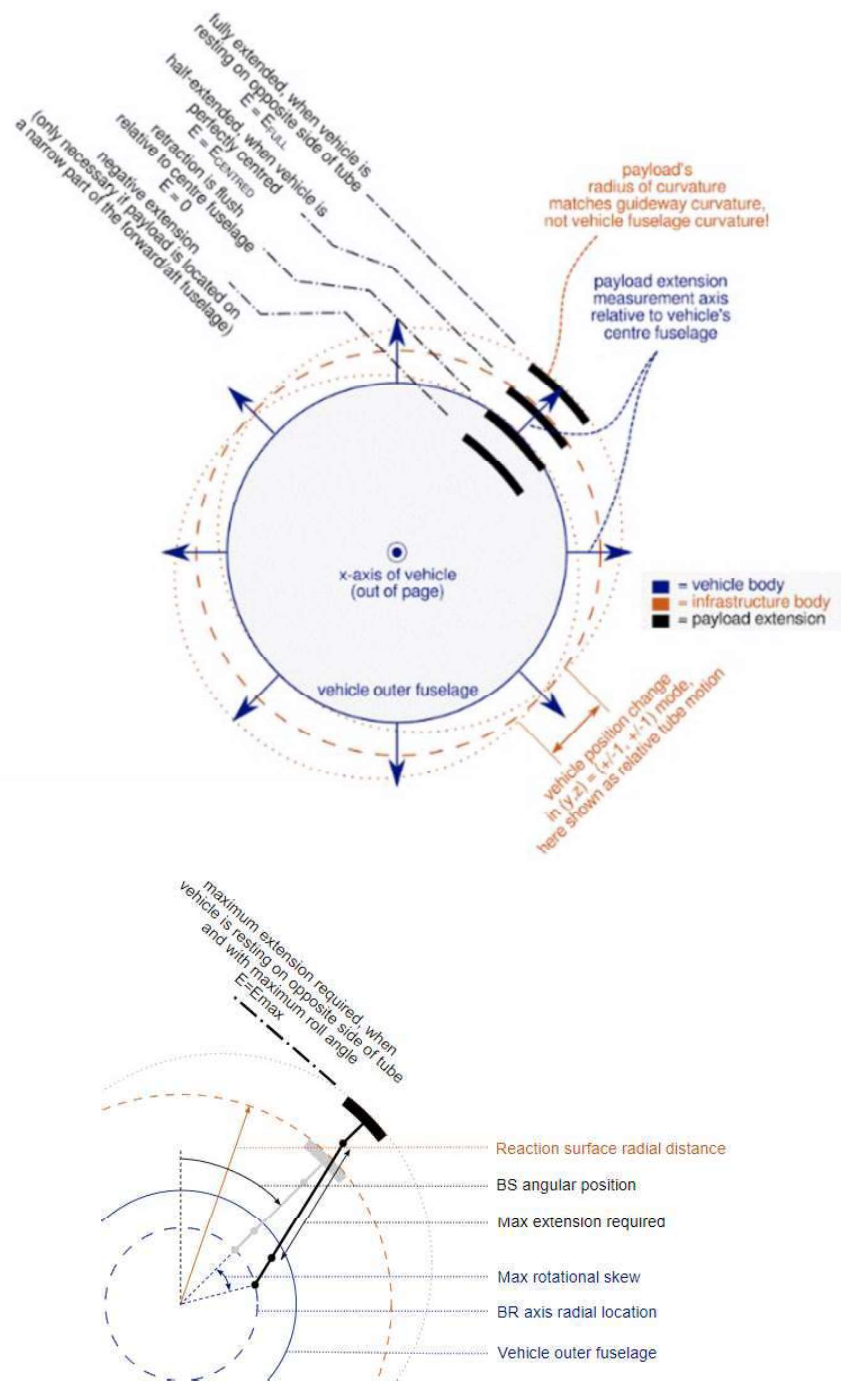 fully extended, when vehicle is
resting on opposite side of tube
E = EFULL
half-extended, when vehicle is
perfectly centred
E = ECENTRED
retraction is flush
relative to centre fuselage
E = 0
negative extension
(only necessary if payload is located on
a narrow part of the forward/aft fuselage)
payload's
radius of curvature
matches guideway curvature,
not vehicle fuselage curvature!
payload extension
measurement axis
relative to vehicle's
centre fuselage
x-axis of vehicle
(out of page)
= vehicle body
= infrastructure body
= payload extension
vehicle outer fuselage
vehicle position change
in (y,z) = (+/-1, +/-1) mode,
here shown as relative tube motion
maximum extension required, when
vehicle is resting on opposite side of tube
and with maximum roll angle
E=Emax
Reaction surface radial distance
BS angular position
Max extension required
Max rotational skew
BR axis radial location
Vehicle outer fuselage